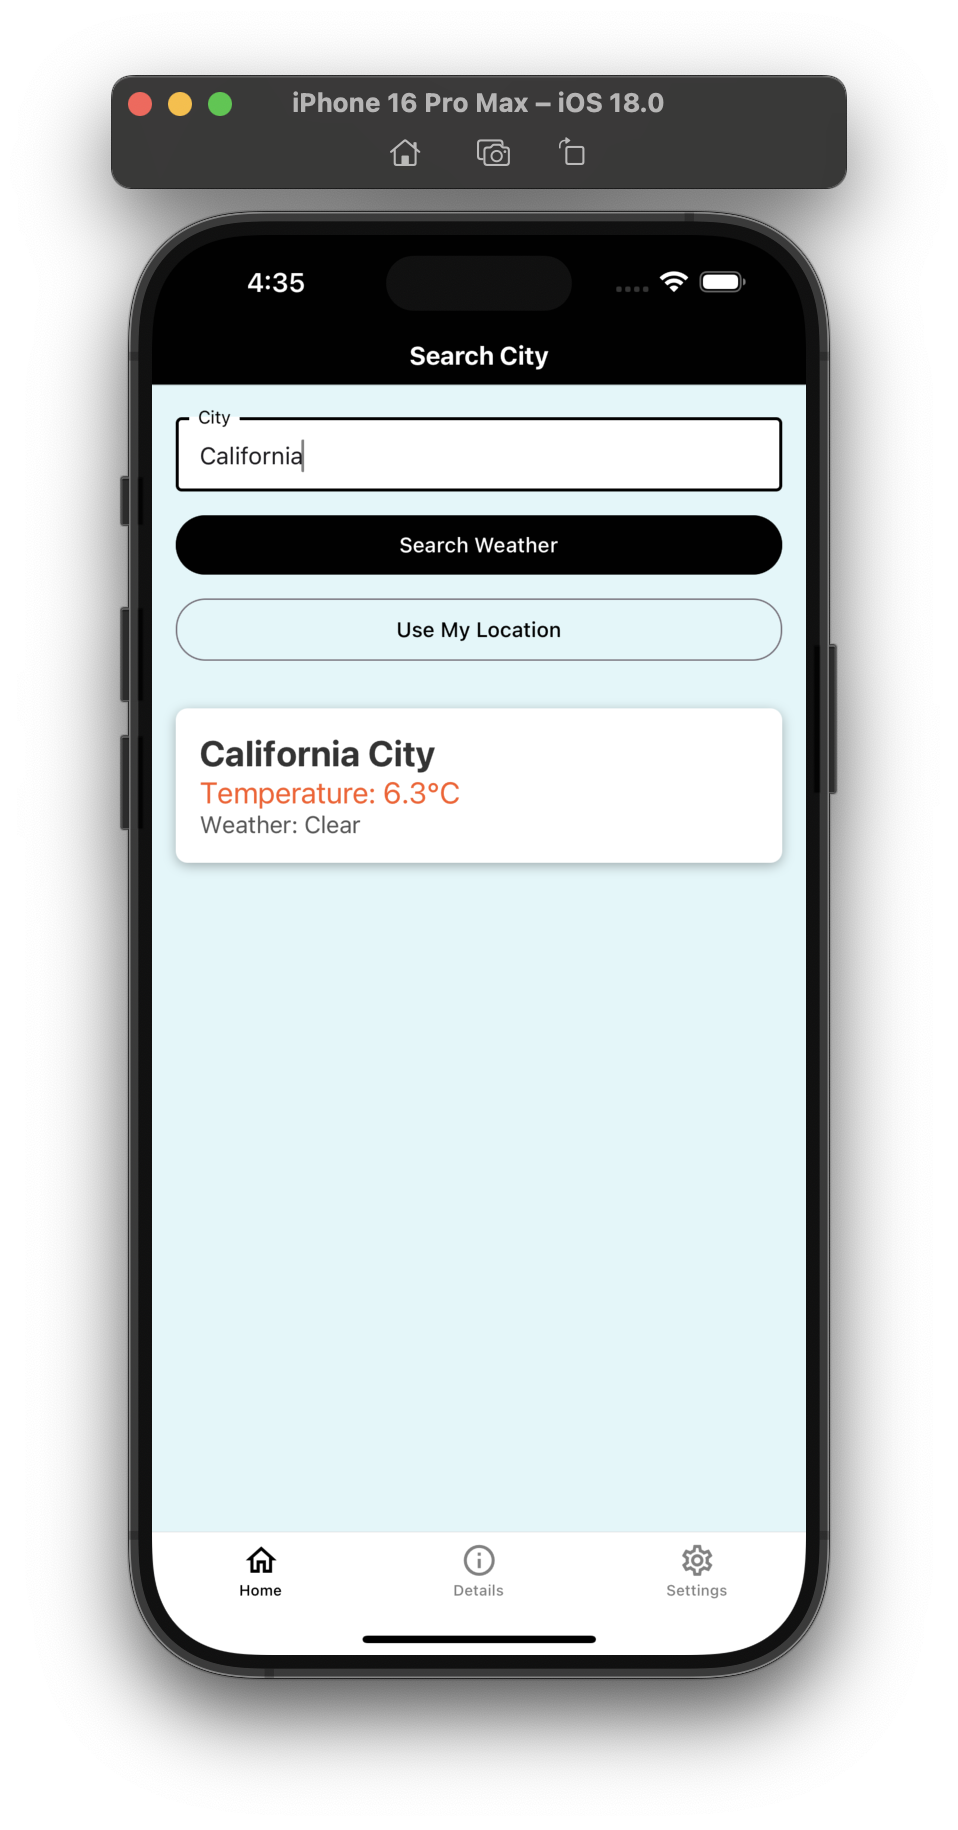 iPhone 16 Pro Max – iOS 18.0
4:35
Search City
City
California
Search Weather
Use My Location
California City
Temperature: 6.3°C
Weather: Clear
Home
Details
Settings